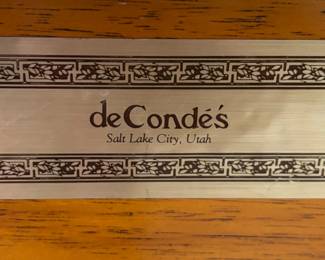 deCondé's
Salt Lake City, Utah